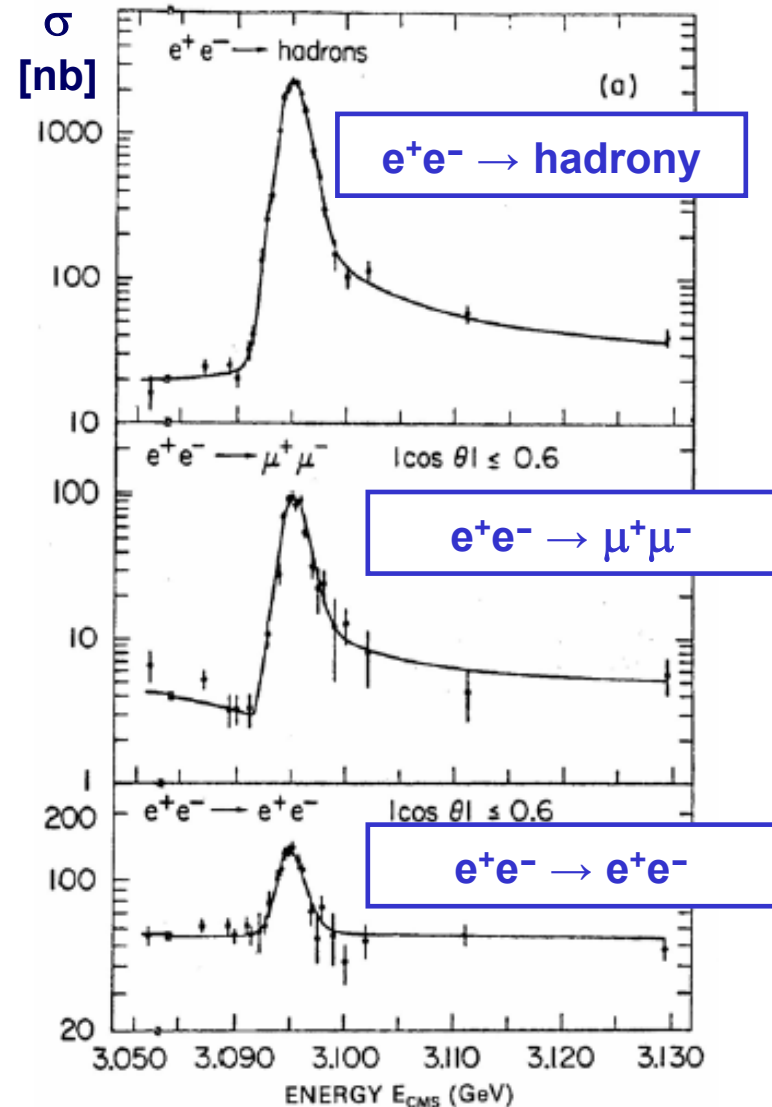 σ
[nb]
e⁺e⁻ → hadrons
(a)
1000
e⁺e⁻ → hadrony
100
10
e⁺e⁻ → μ⁺μ⁻ |cos θ| ≤ 0.6
100
e⁺e⁻ → μ⁺μ⁻
10
1
e⁺e⁻ → e⁺e⁻ |cos θ| ≤ 0.6
200
e⁺e⁻ → e⁺e⁻
100
20
3.050 3.090 3.100 3.110 3.120 3.130
ENERGY E_CMS (GeV)